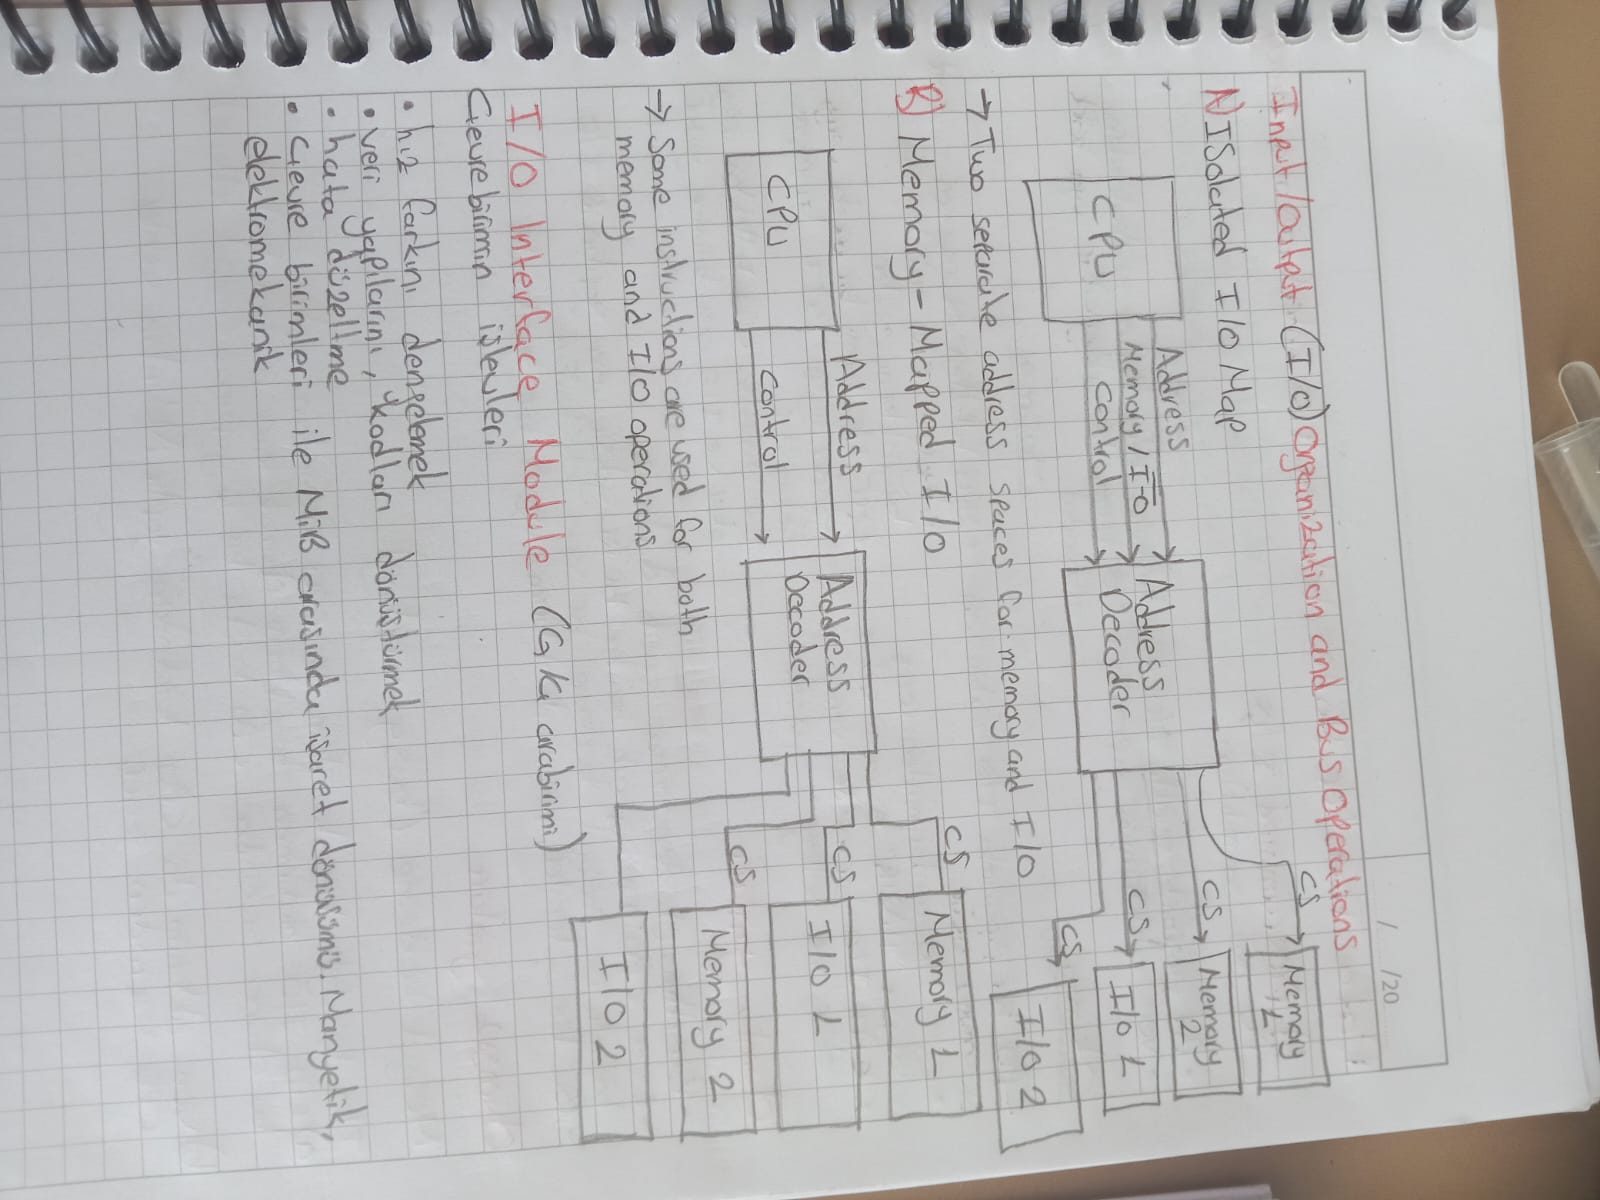 / /20
Input/Output (I/O) Organization and Bus Operations
A) Isolated I/O Map
CS
Memory
1
CS
Memory
2
CPU
Address
Memory / I-O
Control
Address
Decoder
CS
I/O 1
CS
I/O 2
→ Two separate address spaces for memory and I/O
B) Memory-Mapped I/O
CS
Memory 1
CPU
Address
Control
Address
Decoder
CS
I/O 1
CS
Memory 2
I/O 2
→ Some instructions are used for both
memory and I/O operations
I/O Interface Module (G/Ç arabirimi)
Çevre birimin işlevleri
• hız farkını dengelemek
• veri yapılarını, kodları dönüştürmek
• hata düzeltme
• Çevre birimleri ile MiB arasında işaret dönüşümü. Manyetik,
elektromekanik